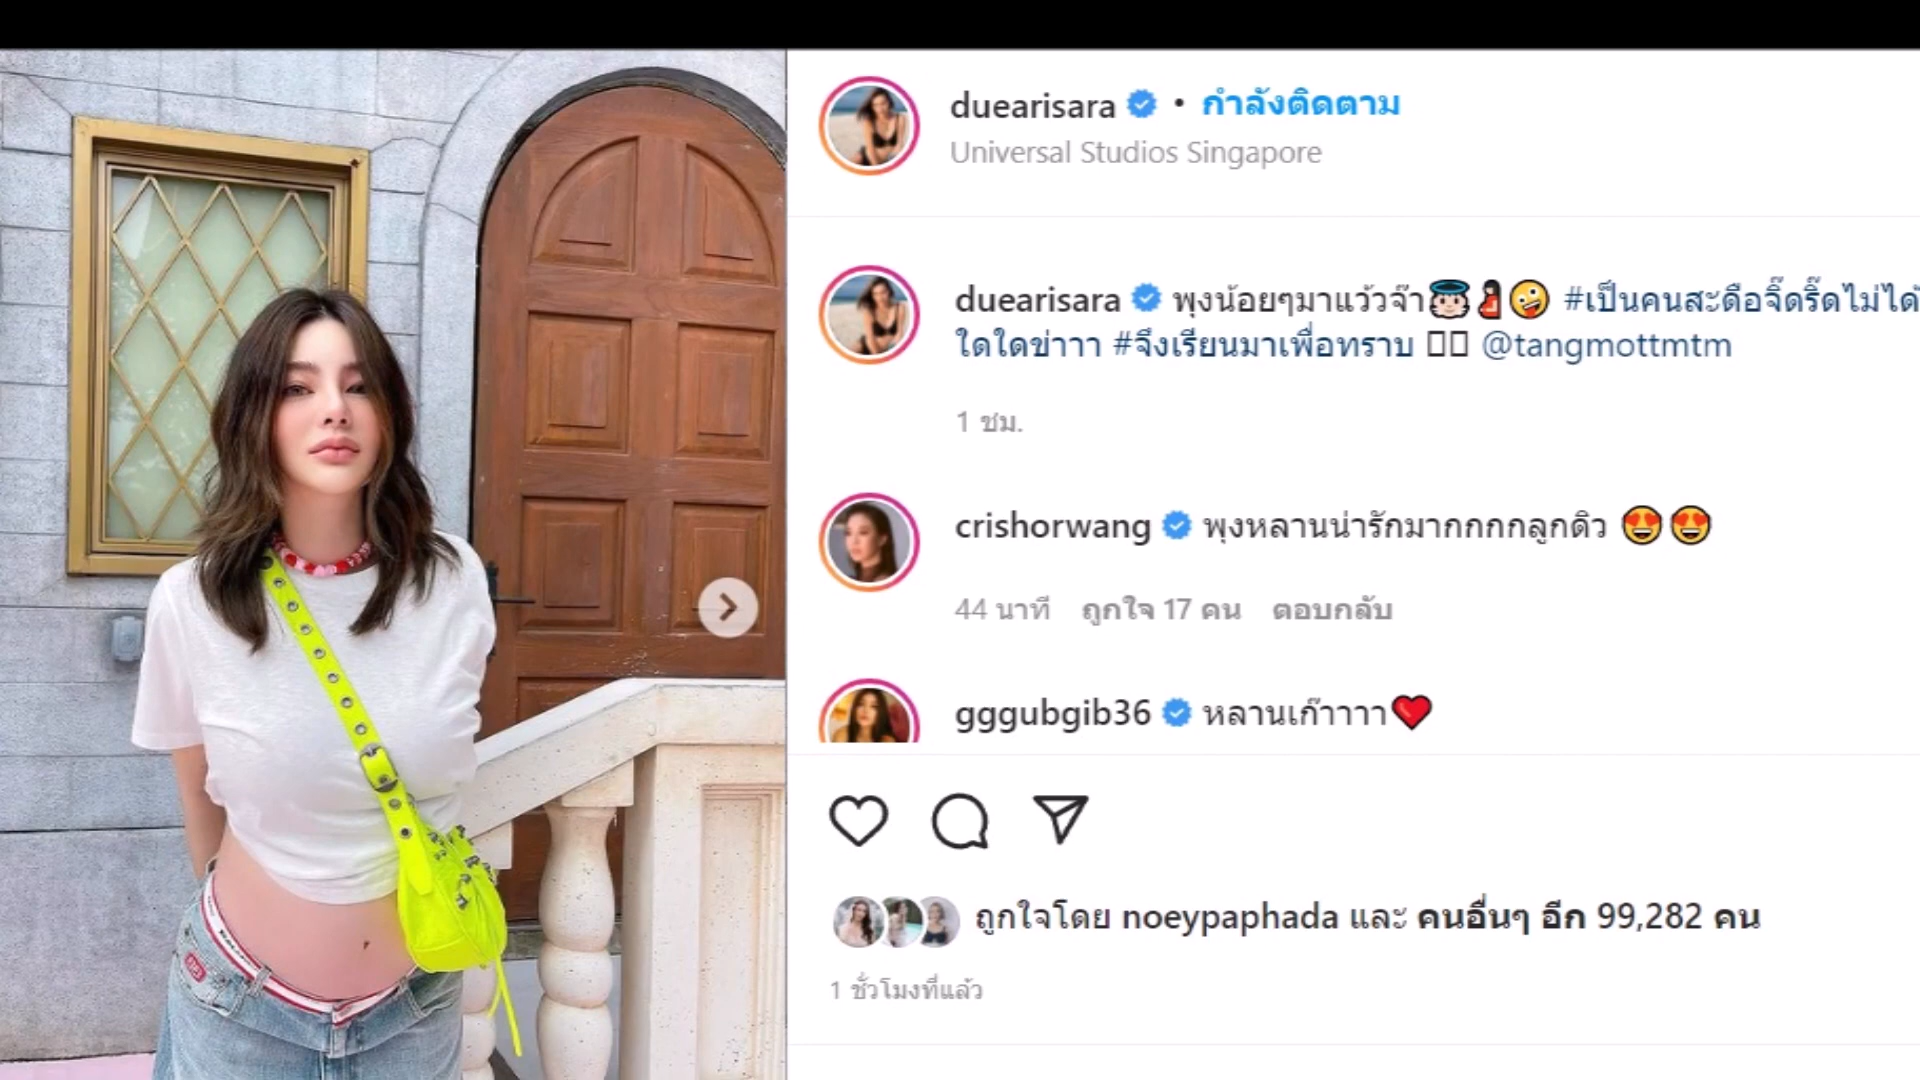 duearisara • กำลังติดตาม
Universal Studios Singapore
duearisara พุงน้อยๆมาแว้วจ๊า #เป็นคนสะดือจิ๊ดริ๊ดไม่ได้
ใดใดข่าาา #จึงเรียนมาเพื่อทราบ @tangmottmtm
1 ชม.
crishorwang พุงหลานน่ารักมากกกกลูกดิว
44 นาที ถูกใจ 17 คน ตอบกลับ
gggubgib36 หลานเก๊าาาา
ถูกใจโดย noeypaphada และ คนอื่นๆ อีก 99,282 คน
1 ชั่วโมงที่แล้ว